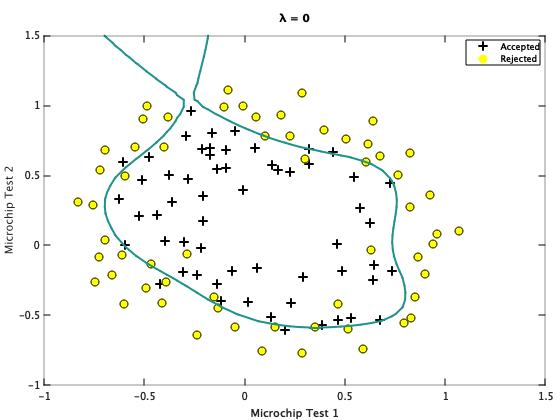 λ = 0
Accepted
Rejected
Microchip Test 2
1.5
1
0.5
0
−0.5
−1
−1
−0.5
0
0.5
1
1.5
Microchip Test 1